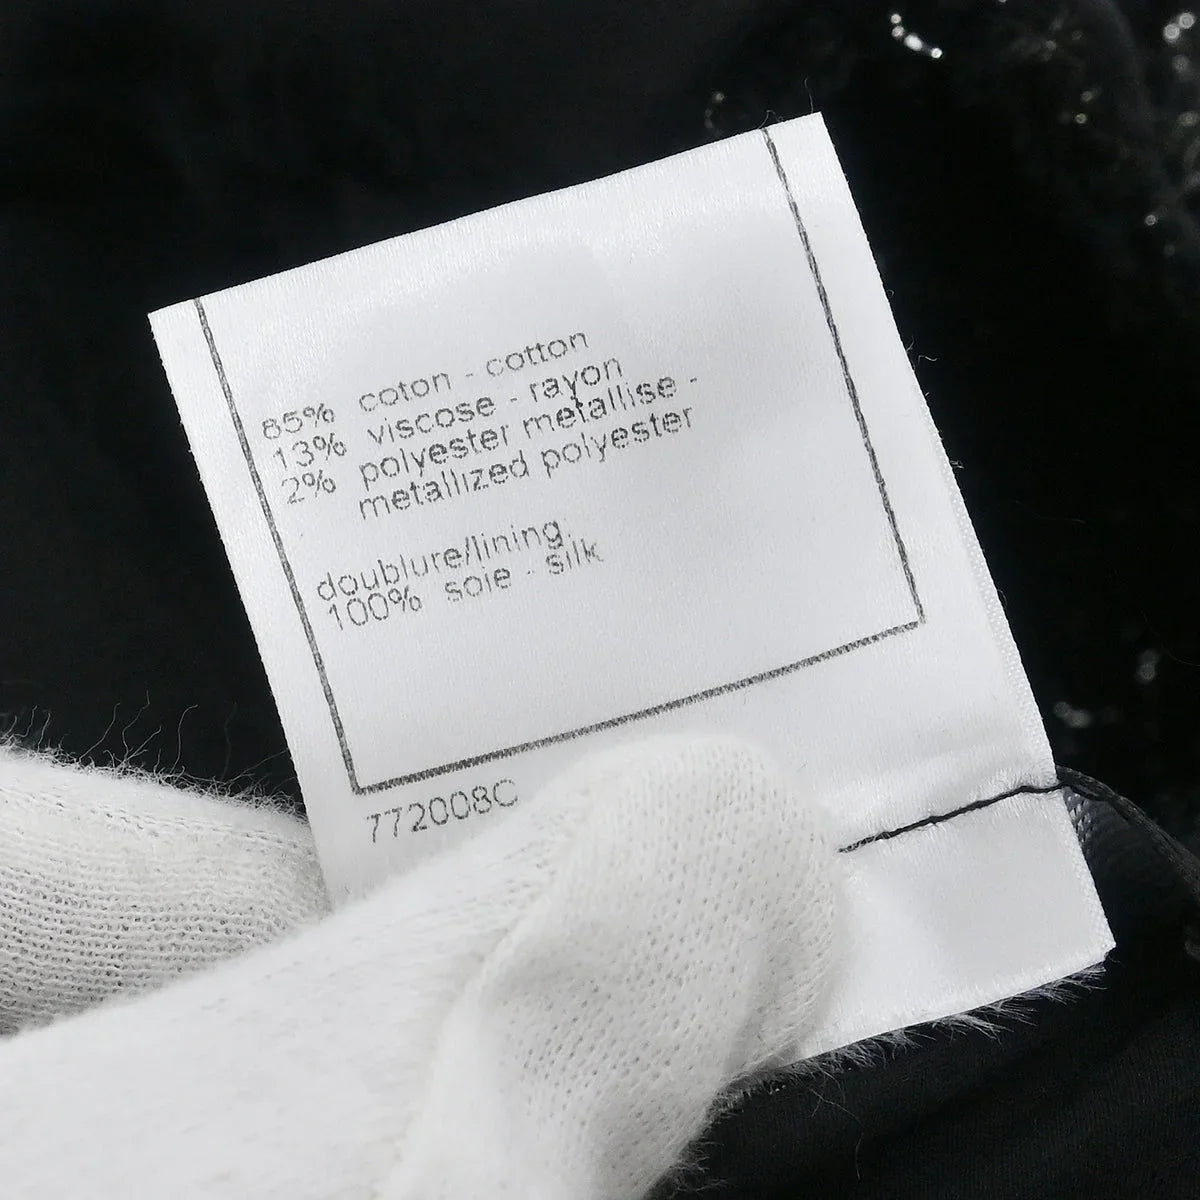 85% coton - cotton
13% viscose - rayon
2% polyester metallise -
metallized polyester
doublure/lining.
100% soie - silk
772008C